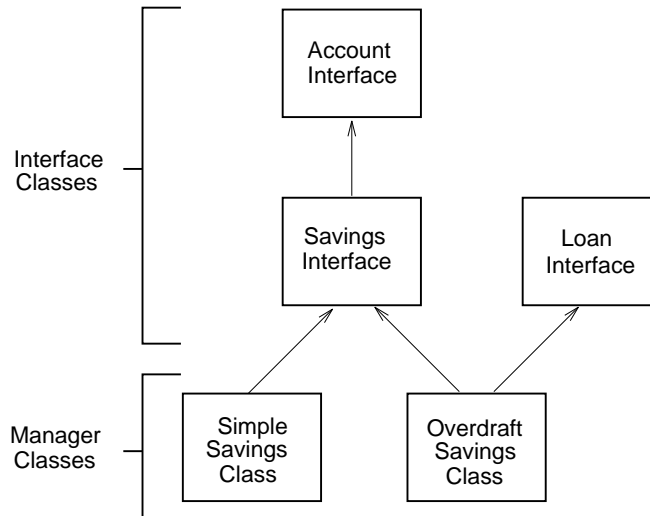 Account
Interface
Interface
Classes
Savings
Interface
Loan
Interface
Manager
Classes
Simple
Savings
Class
Overdraft
Savings
Class